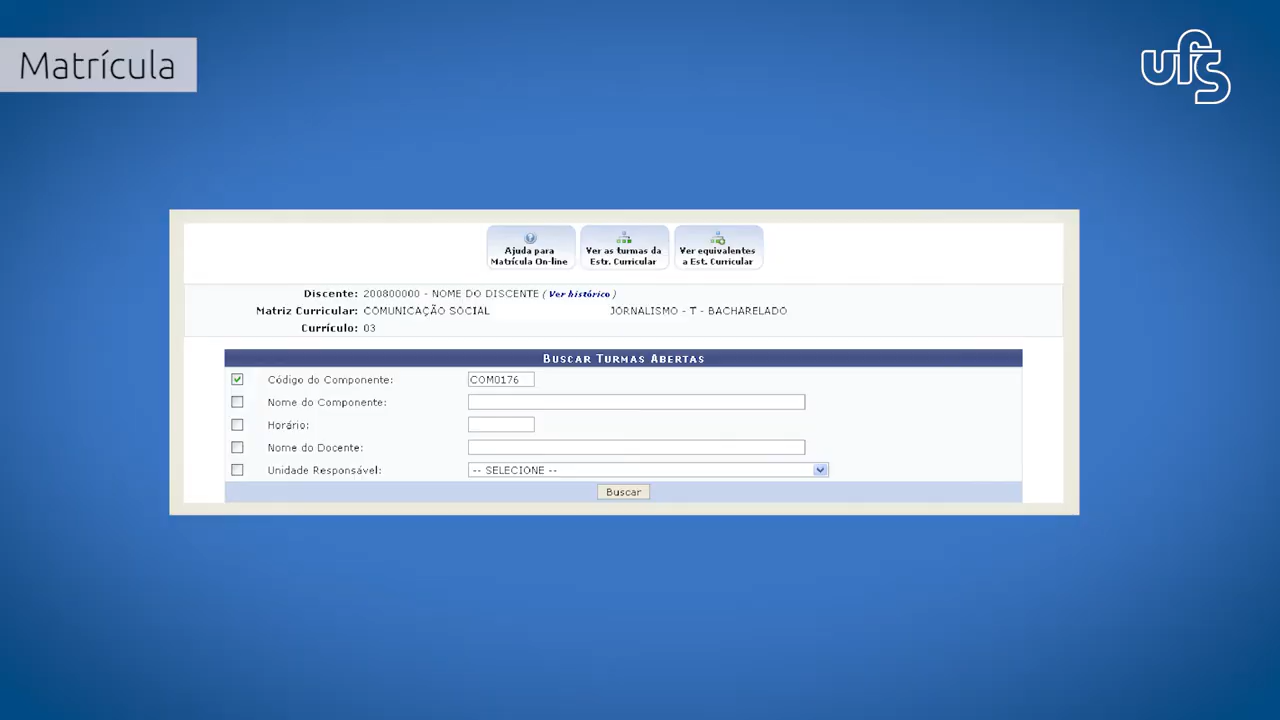 Matrícula
ufs
Ajuda para
Matrícula On-line
Ver as turmas da
Estr. Curricular
Ver equivalentes
a Est. Curricular
Discente: 200800000 - NOME DO DISCENTE ( Ver histórico )
Matriz Curricular: COMUNICAÇÃO SOCIAL JORNALISMO - T - BACHARELADO
Currículo: 03
BUSCAR TURMAS ABERTAS
Código do Componente: COM0176
Nome do Componente:
Horário:
Nome do Docente:
Unidade Responsável: -- SELECIONE --
Buscar